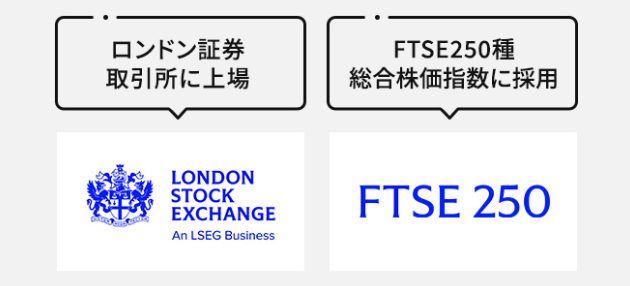 ロンドン証券
取引所に上場
FTSE250種
総合株価指数に採用
LONDON
STOCK
EXCHANGE
An LSEG Business
FTSE 250